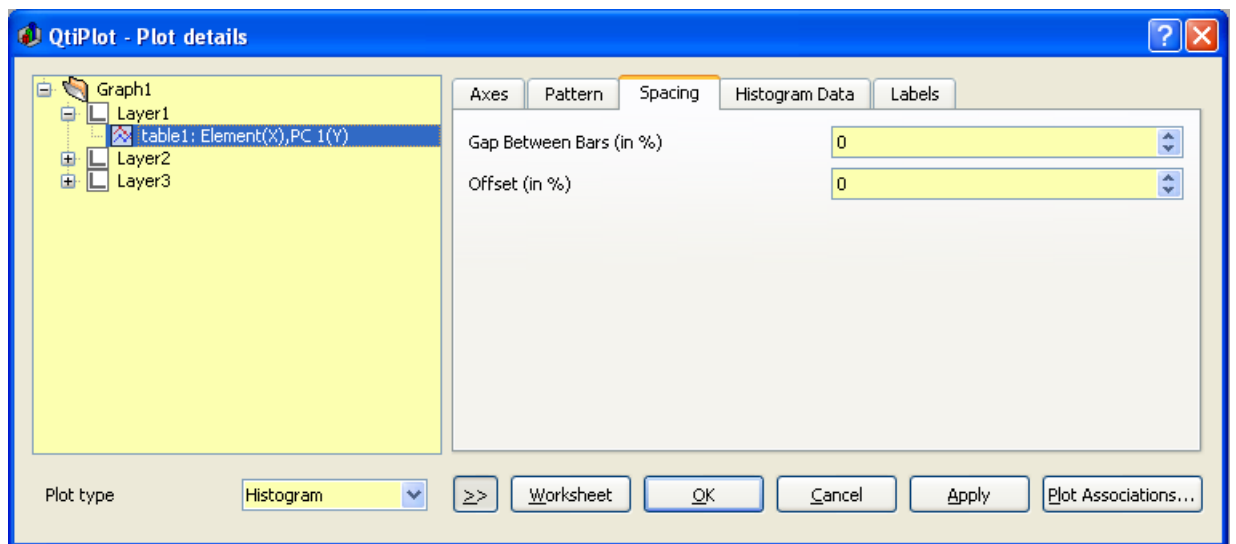 QtiPlot - Plot details
Graph1
Layer1
table1: Element(X),PC 1(Y)
Layer2
Layer3
Axes Pattern Spacing Histogram Data Labels
Gap Between Bars (in %) 0
Offset (in %) 0
Plot type Histogram >> Worksheet OK Cancel Apply Plot Associations...